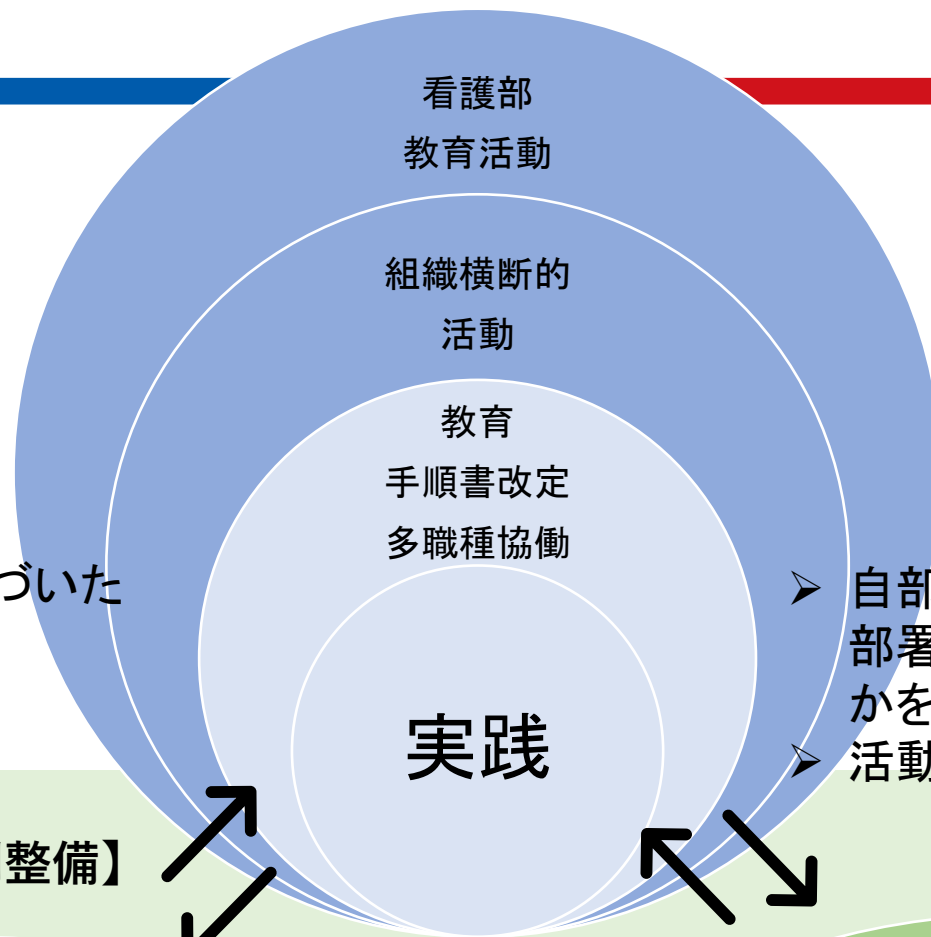 看護部
教育活動
組織横断的
活動
教育
手順書改定
多職種協働
づいた
➢ 自部
部署
かを
➢ 活動
実践
整備】